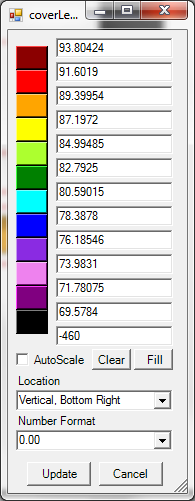 coverLe...
93.80424
91.6019
89.39954
87.1972
84.99485
82.7925
80.59015
78.3878
76.18546
73.9831
71.78075
69.5784
-460
AutoScale Clear Fill
Location
Vertical, Bottom Right
Number Format
0.00
Update Cancel